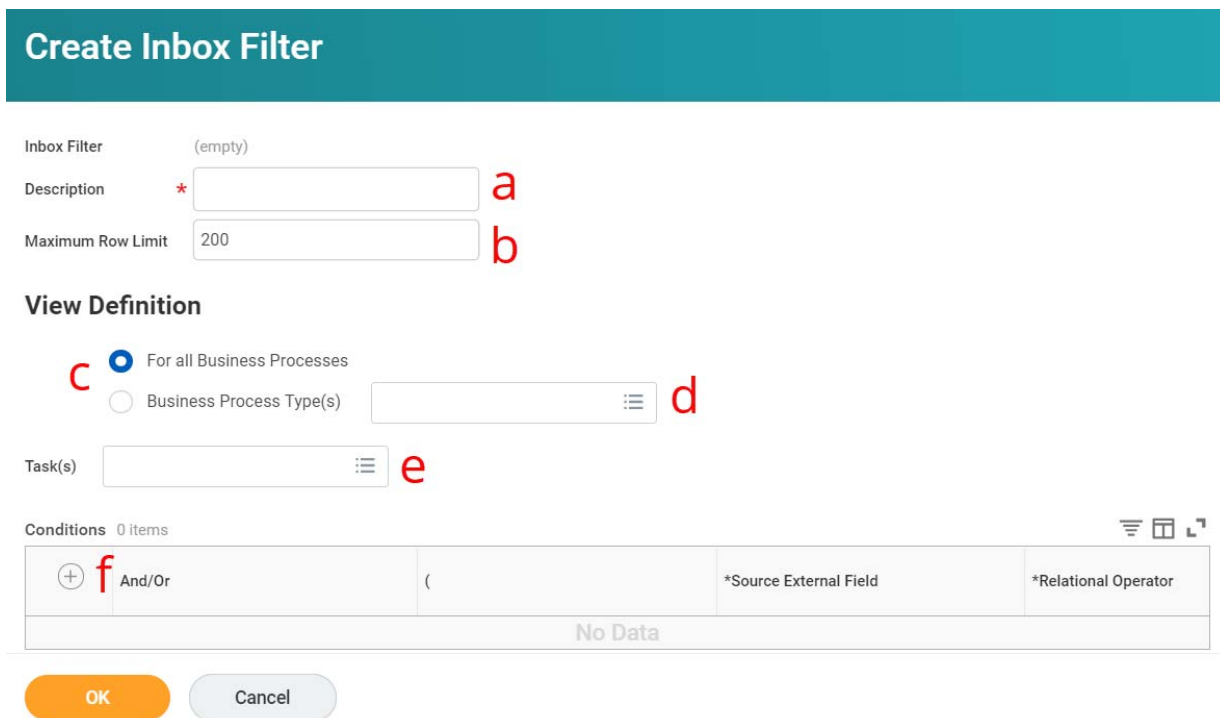 Create Inbox Filter
Inbox Filter (empty)
Description * a
Maximum Row Limit 200 b
View Definition
c For all Business Processes
Business Process Type(s) d
Task(s) e
Conditions 0 items
f And/Or ( *Source External Field *Relational Operator
No Data
OK Cancel